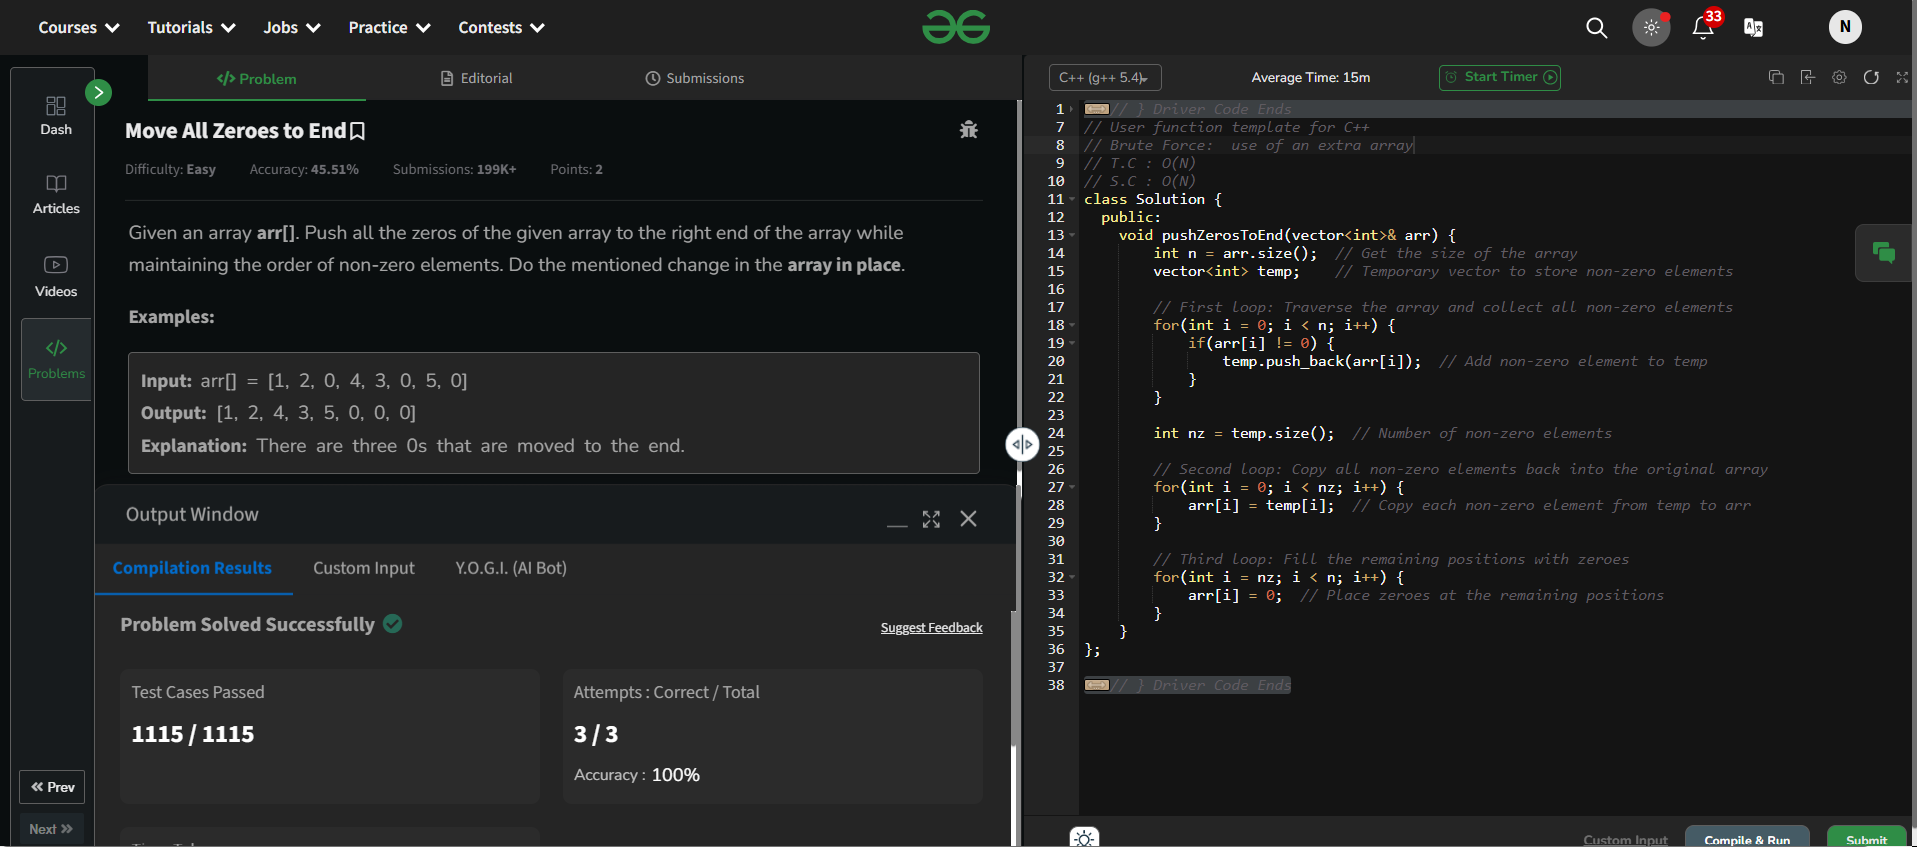 Courses
Tutorials
Jobs
Practice
Contests
33
N
Dash
Articles
Videos
</>
Problems
Prev
Next
</> Problem
Editorial
Submissions
Move All Zeroes to End
Difficulty: Easy Accuracy: 45.51% Submissions: 199K+ Points: 2
Given an array arr[]. Push all the zeros of the given array to the right end of the array while
maintaining the order of non-zero elements. Do the mentioned change in the array in place.
Examples:
Input: arr[] = [1, 2, 0, 4, 3, 0, 5, 0]
Output: [1, 2, 4, 3, 5, 0, 0, 0]
Explanation: There are three 0s that are moved to the end.
Output Window
Compilation Results Custom Input Y.O.G.I. (AI Bot)
Problem Solved Successfully
Suggest Feedback
Test Cases Passed
1115 / 1115
Attempts : Correct / Total
3 / 3
Accuracy : 100%
C++ (g++ 5.4)
Average Time: 15m
Start Timer
1 // } Driver Code Ends
7 // User function template for C++
8 // Brute Force:  use of an extra array
9 // T.C : O(N)
10 // S.C : O(N)
11 class Solution {
12   public:
13     void pushZerosToEnd(vector<int>& arr) {
14         int n = arr.size();  // Get the size of the array
15         vector<int> temp;    // Temporary vector to store non-zero elements
16
17         // First loop: Traverse the array and collect all non-zero elements
18         for(int i = 0; i < n; i++) {
19             if(arr[i] != 0) {
20                 temp.push_back(arr[i]);  // Add non-zero element to temp
21             }
22         }
23
24         int nz = temp.size();  // Number of non-zero elements
25
26         // Second loop: Copy all non-zero elements back into the original array
27         for(int i = 0; i < nz; i++) {
28             arr[i] = temp[i];  // Copy each non-zero element from temp to arr
29         }
30
31         // Third loop: Fill the remaining positions with zeroes
32         for(int i = nz; i < n; i++) {
33             arr[i] = 0;  // Place zeroes at the remaining positions
34         }
35     }
36 };
37
38 // } Driver Code Ends
Custom Input
Compile & Run
Submit